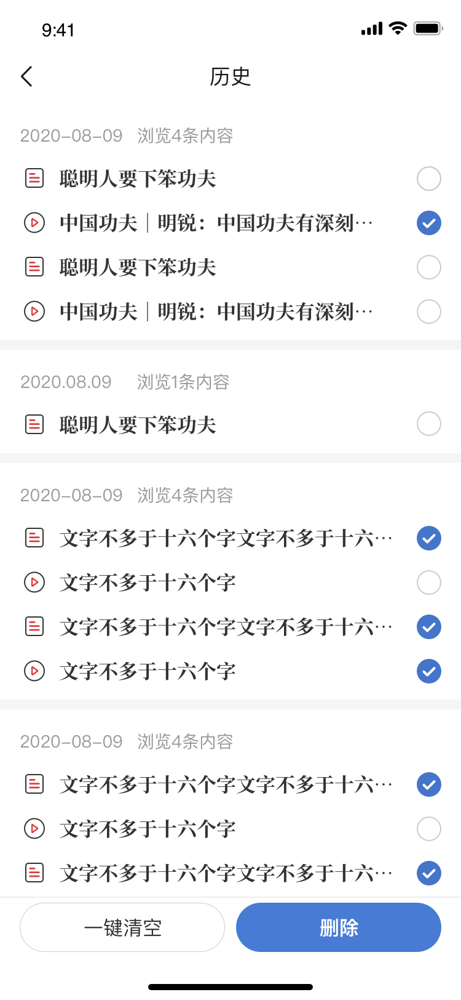 9:41
历史
2020-08-09 浏览4条内容
聪明人要下笨功夫
中国功夫｜明锐：中国功夫有深刻…
聪明人要下笨功夫
中国功夫｜明锐：中国功夫有深刻…
2020.08.09 浏览1条内容
聪明人要下笨功夫
2020-08-09 浏览4条内容
文字不多于十六个字文字不多于十六…
文字不多于十六个字
文字不多于十六个字文字不多于十六…
文字不多于十六个字
2020-08-09 浏览4条内容
文字不多于十六个字文字不多于十六…
文字不多于十六个字
文字不多于十六个字文字不多于十六…
一键清空 删除